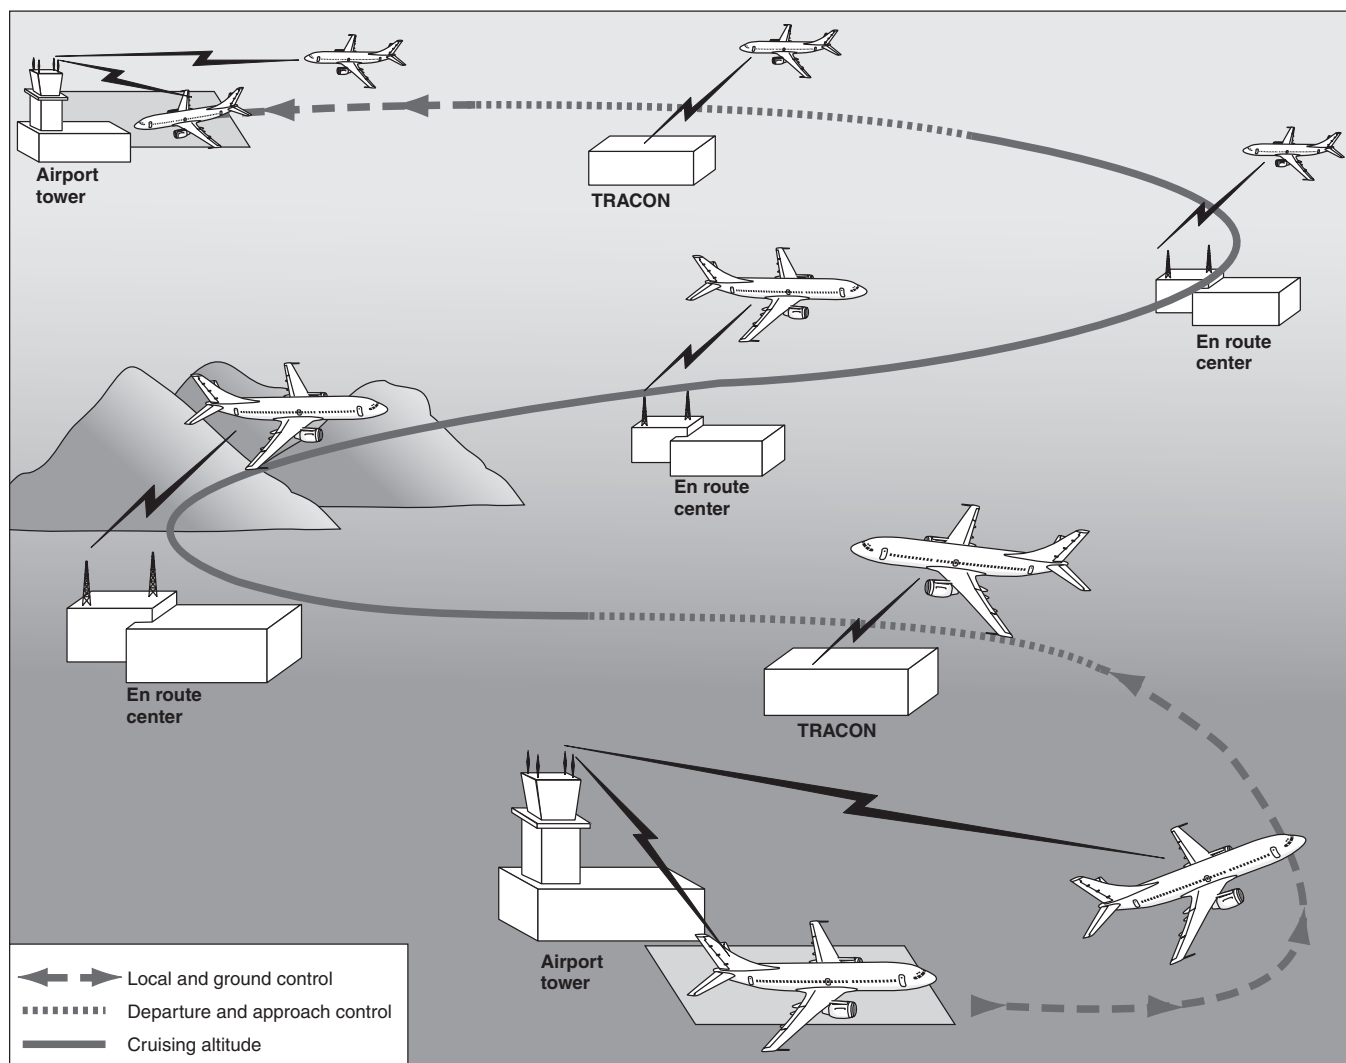 Airport
tower
TRACON
En route
center
En route
center
En route
center
TRACON
Airport
tower
Local and ground control
Departure and approach control
Cruising altitude